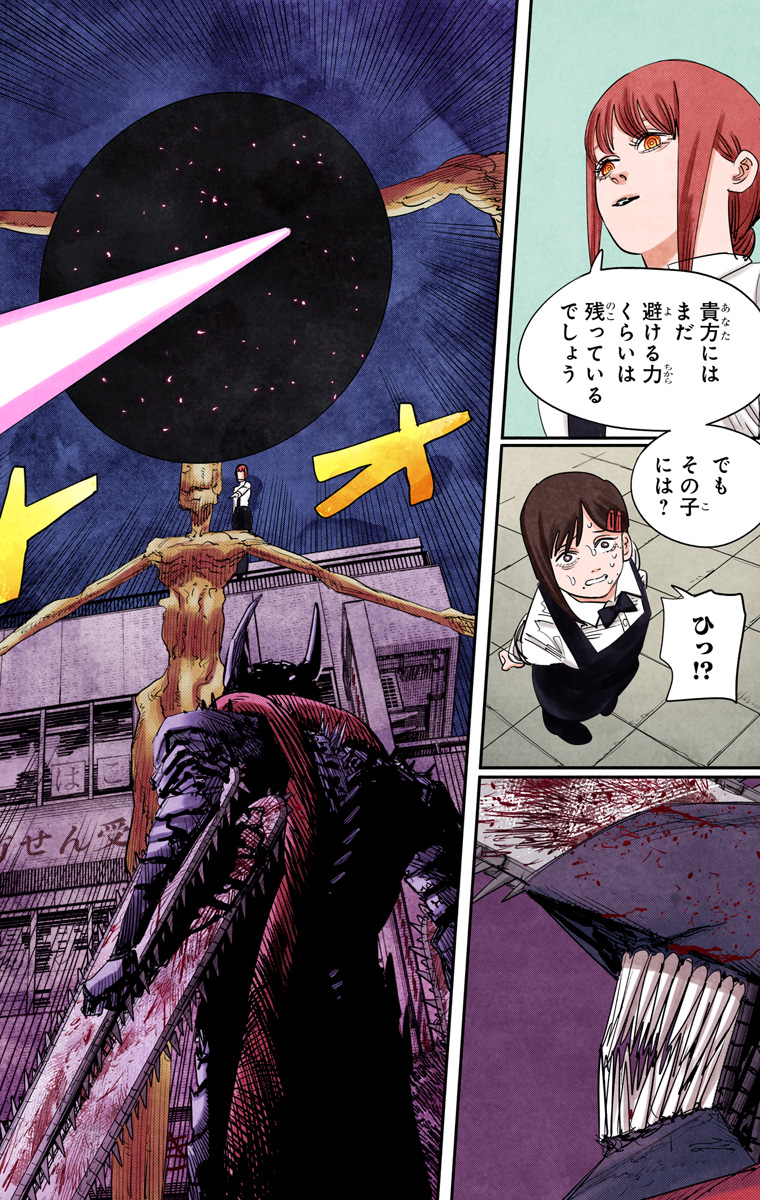 貴方には
まだ
避ける力
くらいは
残っている
でしょう
でも
その子
には?
ひっ!?
オ